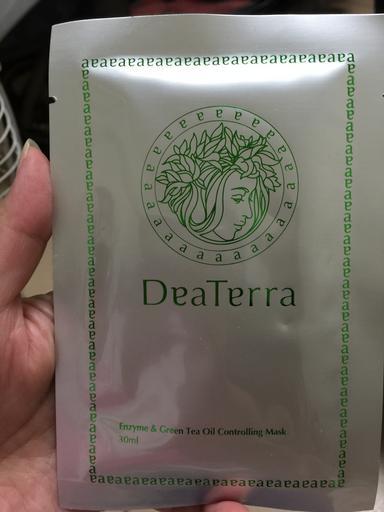 DeaTerra
Enzyme & Green Tea Oil Controlling Mask
30ml